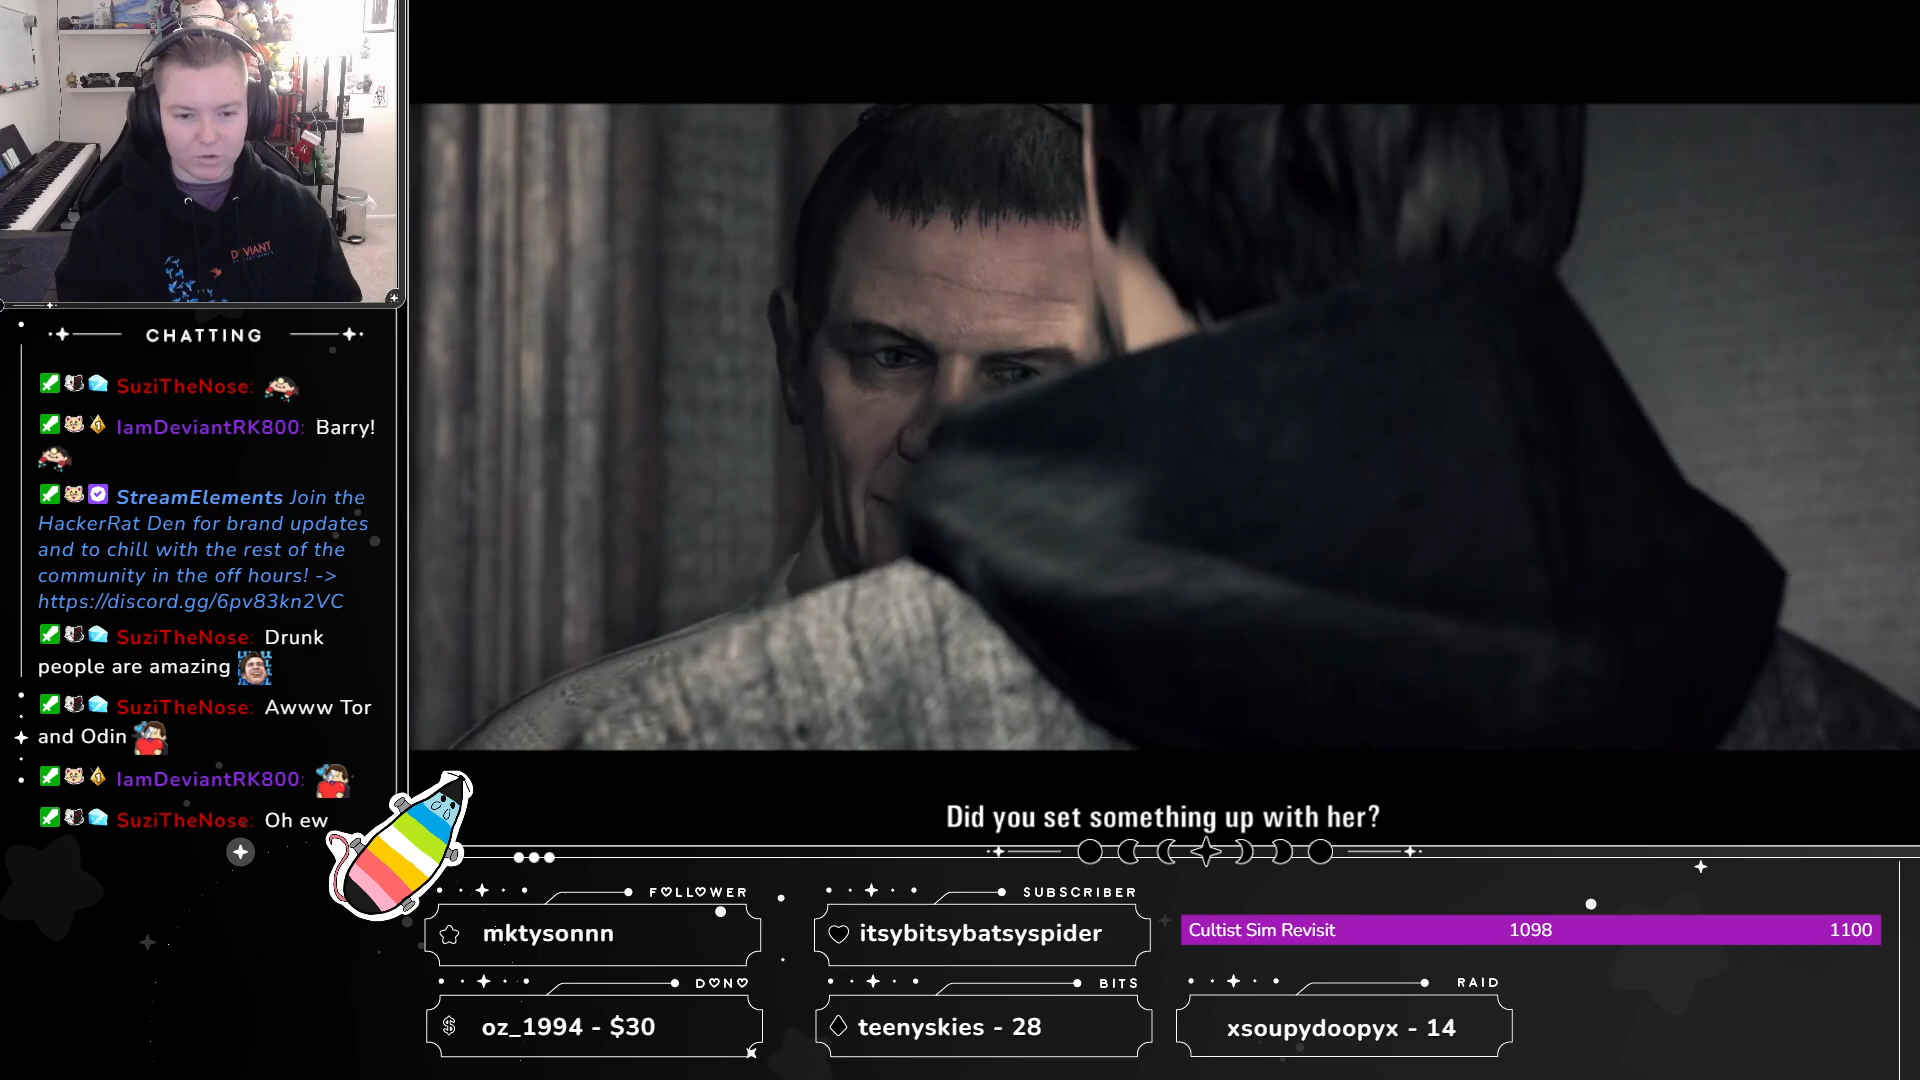 DEVIANT
CHATTING
SuziTheNose:
IamDeviantRK800: Barry!
StreamElements Join the
HackerRat Den for brand updates
and to chill with the rest of the
community in the off hours! ->
https://discord.gg/6pv83kn2VC
SuziTheNose: Drunk
people are amazing
SuziTheNose: Awww Tor
and Odin
IamDeviantRK800:
SuziTheNose: Oh ew
Did you set something up with her?
FOLLOWER
mktysonnn
SUBSCRIBER
itsybitsybatsyspider
Cultist Sim Revisit 1098 1100
DONO
oz_1994 - $30
BITS
teenyskies - 28
RAID
xsoupydoopyx - 14